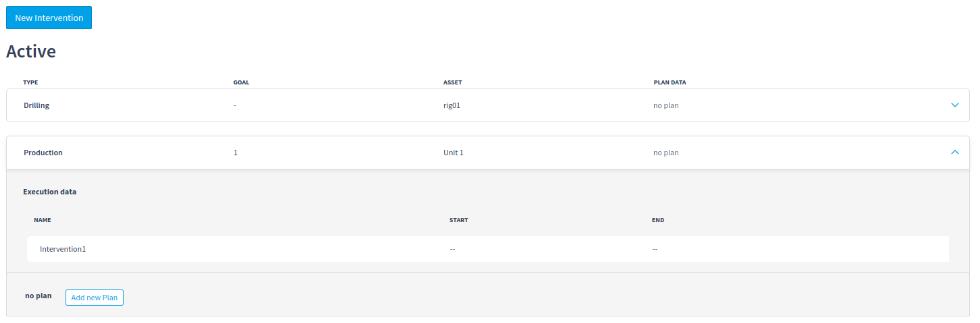 New Intervention
Active
TYPE GOAL ASSET PLAN DATA
Drilling - rig01 no plan
Production 1 Unit 1 no plan
Execution data
NAME START END
Intervention1 -- --
no plan Add new Plan